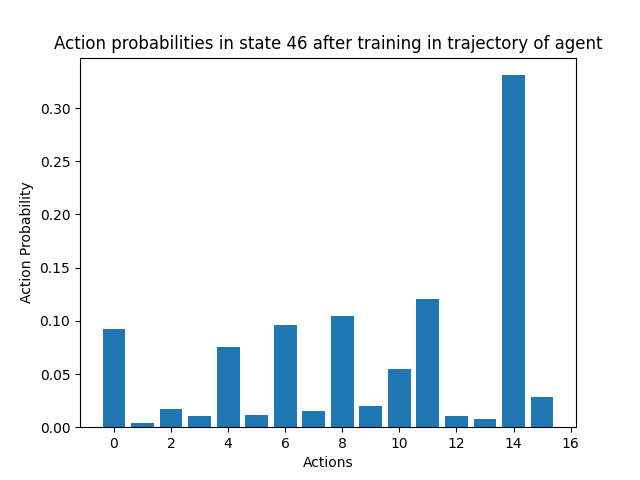 Action probabilities in state 46 after training in trajectory of agent
Action Probability
0.30
0.25
0.20
0.15
0.10
0.05
0.00
0 2 4 6 8 10 12 14 16
Actions